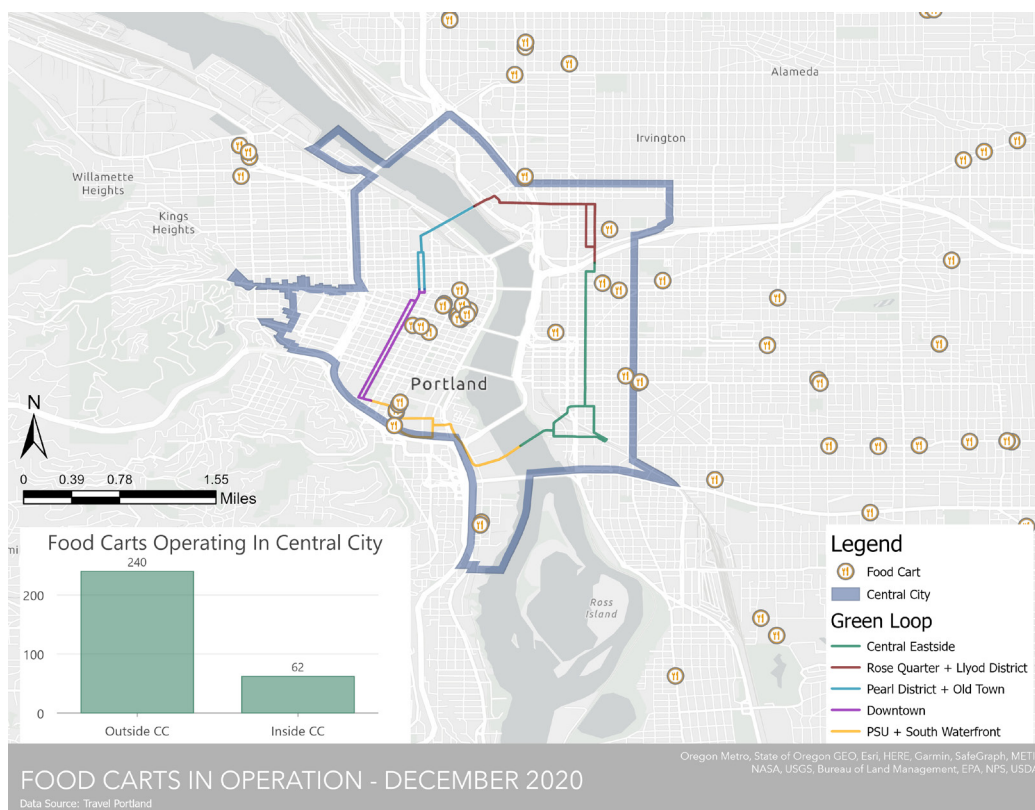 Alameda
Irvington
Willamette
Heights
Kings
Heights
Portland
N
0 0.39 0.78 1.55
Miles
Ross
Island
Food Carts Operating In Central City
240
200
62
100
0
Outside CC Inside CC
Legend
Food Cart
Central City
Green Loop
Central Eastside
Rose Quarter + Llyod District
Pearl District + Old Town
Downtown
PSU + South Waterfront
Oregon Metro, State of Oregon GEO, Esri, HERE, Garmin, SafeGraph, METI
NASA, USGS, Bureau of Land Management, EPA, NPS, USDA
FOOD CARTS IN OPERATION - DECEMBER 2020
Data Source: Travel Portland